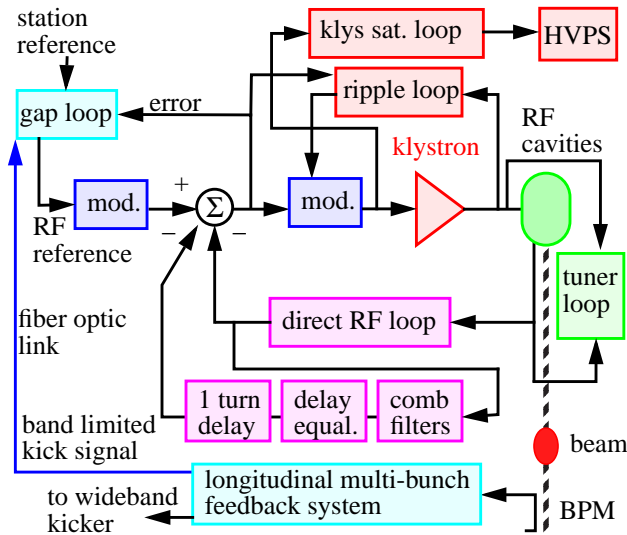 station
reference
klys sat. loop
HVPS
gap loop
error
ripple loop
RF
cavities
klystron
mod.
+
Σ
−
−
mod.
RF
reference
tuner
loop
fiber optic
link
direct RF loop
1 turn
delay
delay
equal.
comb
filters
band limited
kick signal
beam
longitudinal multi-bunch
feedback system
to wideband
kicker
BPM